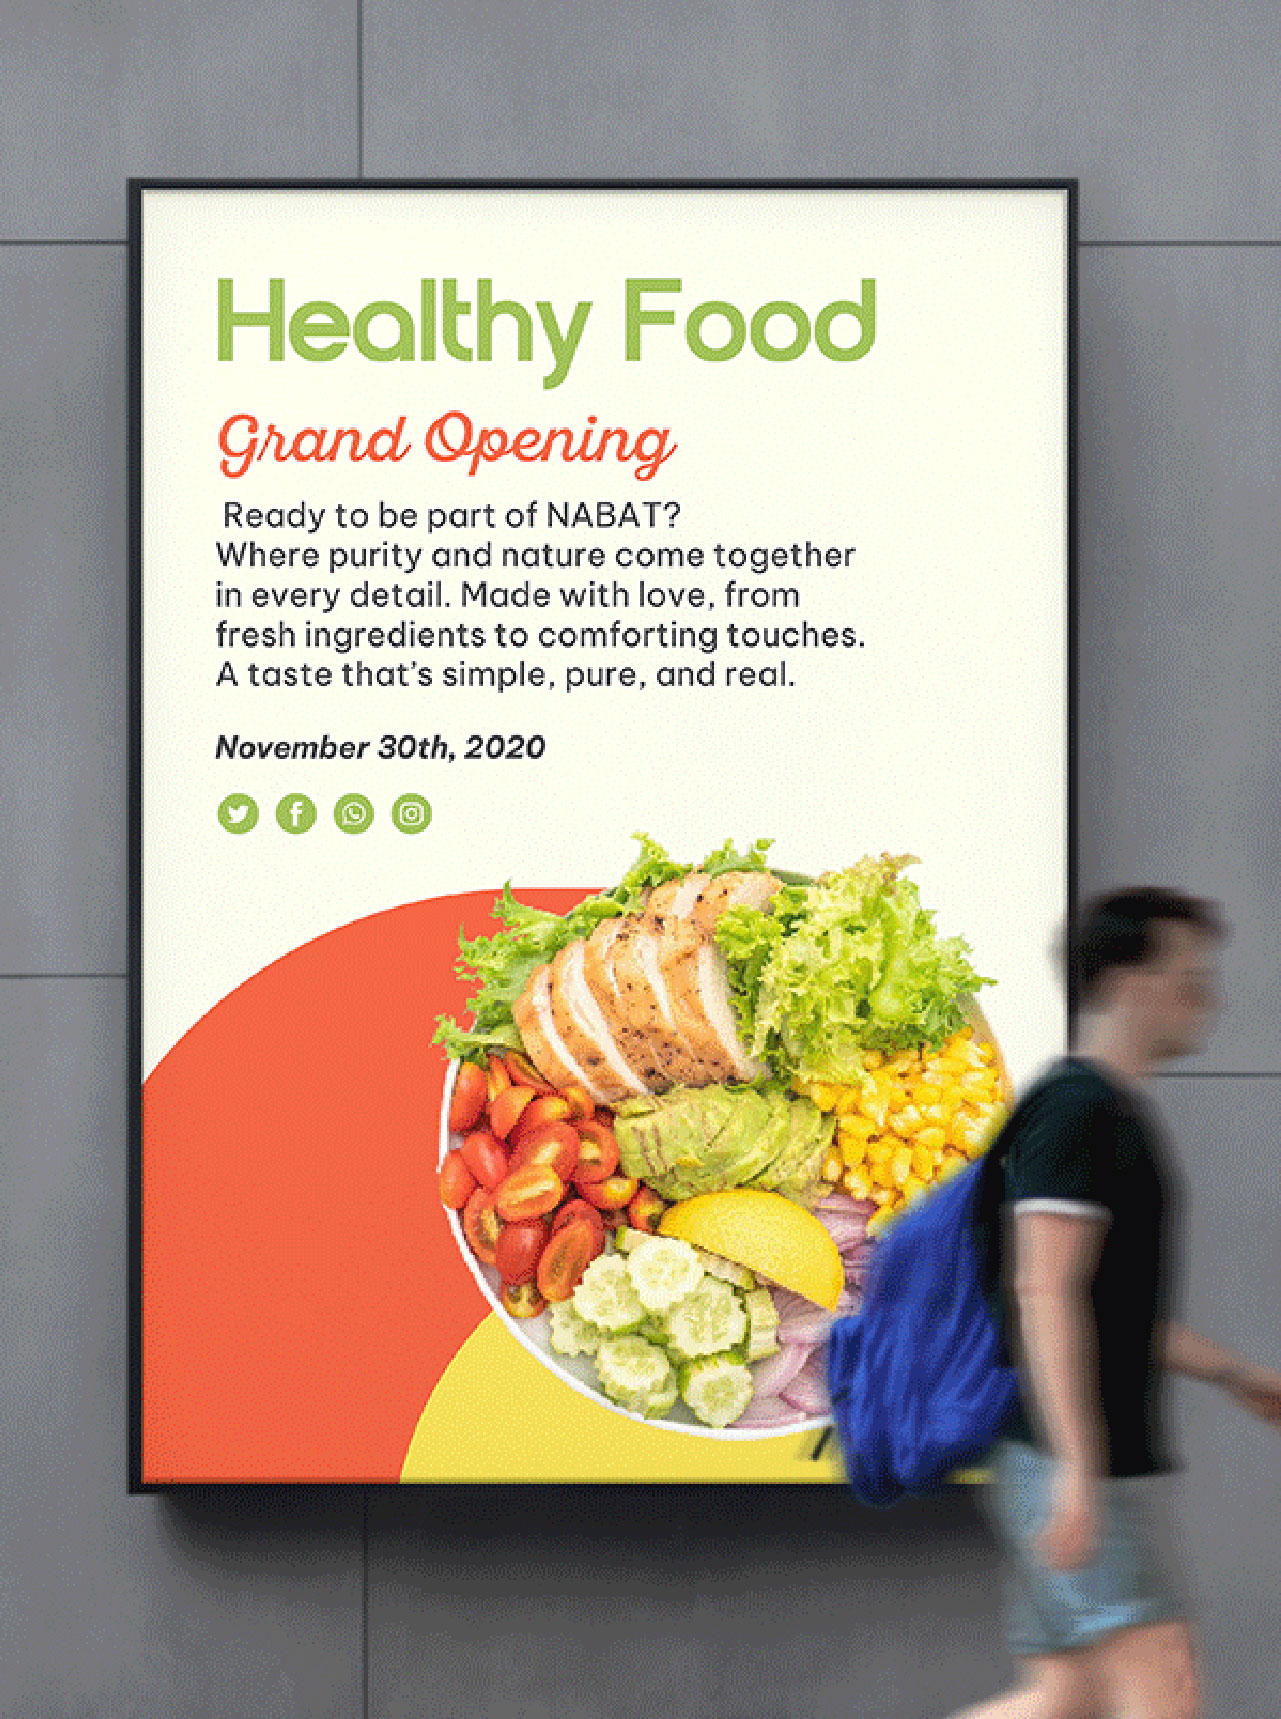 Healthy Food
Grand Opening
Ready to be part of NABAT?
Where purity and nature come together
in every detail. Made with love, from
fresh ingredients to comforting touches.
A taste that's simple, pure, and real.
November 30th, 2020